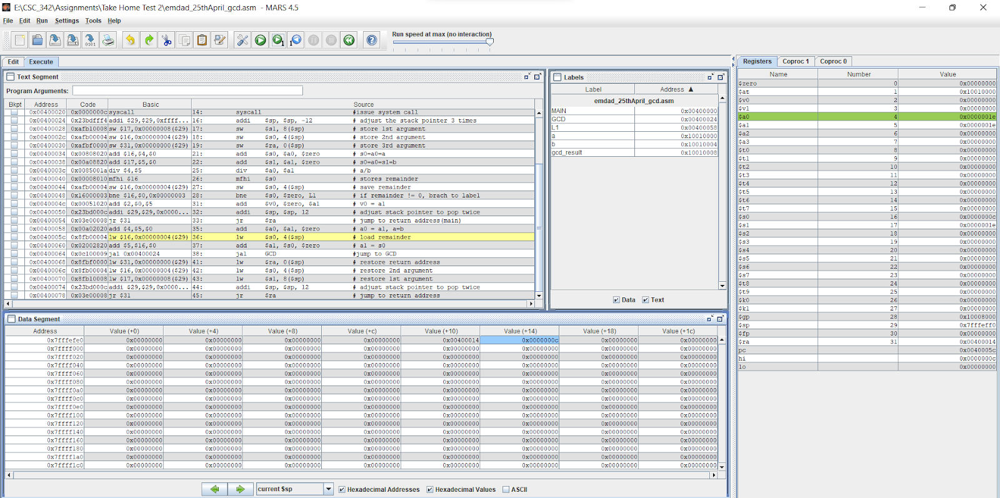 E:\CSC_342\Assignments\Take Home Test 2\emdad_25thApril_gcd.asm - MARS 4.5
File Edit Run Settings Tools Help
Run speed at max (no interaction)
Edit Execute
Text Segment
Program Arguments:
Bkpt Address Code Basic Source
0x00400020 0x0000000c syscall 14: syscall #issue system call
0x00400024 0x23bdfff4 addi $29,$29,0xffff... 16: addi $sp, $sp, -12 # adjust the stack pointer 3 times
0x00400028 0xafb10008 sw $17,0x00000008($29) 17: sw $s1, 8($sp) # store 1st argument
0x0040002c 0xafb00004 sw $16,0x00000004($29) 18: sw $s0, 4($sp) # store 2nd argument
0x00400030 0xafbf0000 sw $31,0x00000000($29) 19: sw $ra, 0($sp) # store 3rd argument
0x00400034 0x00808020 add $16,$4,$0 21: add $s0, $a0, $zero # s0=a0=a
0x00400038 0x00a08820 add $17,$5,$0 22: add $s1, $a1, $zero # s0=a0=s1=b
0x0040003c 0x0085001a div $4,$5 25: div $a0, $a1 # a/b
0x00400040 0x00008010 mfhi $16 26: mfhi $s0 # stores remainder
0x00400044 0xafb00004 sw $16,0x00000004($29) 27: sw $s0, 4($sp) # save remainder
0x00400048 0x16000003 bne $16,$0,0x00000003 28: bne $s0, $zero, L1 # if remainder != 0, brach to label
0x0040004c 0x00051020 add $2,$0,$5 31: add $v0, $zero, $a1 # v0 = a1
0x00400050 0x23bd000c addi $29,$29,0x0000... 32: addi $sp, $sp, 12 # adjust stack pointer to pop twice
0x00400054 0x03e00008 jr $31 33: jr $ra # jump to return address(main)
0x00400058 0x00a02020 add $4,$5,$0 35: add $a0, $a1, $zero # a0 = a1, a=b
0x0040005c 0x8fb00004 lw $16,0x00000004($29) 36: lw $s0, 4($sp) # load remainder
0x00400060 0x02002820 add $5,$16,$0 37: add $a1, $s0, $zero # a1 = s0
0x00400064 0x0c100009 jal 0x00400024 38: jal GCD #jump to GCD
0x00400068 0x8fbf0000 lw $31,0x00000000($29) 41: lw $ra, 0($sp) # restore return address
0x0040006c 0x8fb00004 lw $16,0x00000004($29) 42: lw $s0, 4($sp) # restore 2nd argument
0x00400070 0x8fb10008 lw $17,0x00000008($29) 43: lw $s1, 8($sp) # restore 1st argument
0x00400074 0x23bd000c addi $29,$29,0x0000... 44: addi $sp, $sp, 12 # adjust stack pointer to pop twice
0x00400078 0x03e00008 jr $31 45: jr $ra # jump to return address
Labels
Label Address ▲
emdad_25thApril_gcd.asm
MAIN 0x00400000
GCD 0x00400024
L1 0x00400058
a 0x10010000
b 0x10010004
gcd_result 0x10010008
Data Text
Data Segment
Address Value (+0) Value (+4) Value (+8) Value (+c) Value (+10) Value (+14) Value (+18) Value (+1c)
0x7fffefe0 0x00000000 0x00000000 0x00000000 0x00000000 0x00400014 0x0000000c 0x00000000 0x00000000
0x7ffff000 0x00000000 0x00000000 0x00000000 0x00000000 0x00000000 0x00000000 0x00000000 0x00000000
0x7ffff020 0x00000000 0x00000000 0x00000000 0x00000000 0x00000000 0x00000000 0x00000000 0x00000000
0x7ffff040 0x00000000 0x00000000 0x00000000 0x00000000 0x00000000 0x00000000 0x00000000 0x00000000
0x7ffff060 0x00000000 0x00000000 0x00000000 0x00000000 0x00000000 0x00000000 0x00000000 0x00000000
0x7ffff080 0x00000000 0x00000000 0x00000000 0x00000000 0x00000000 0x00000000 0x00000000 0x00000000
0x7ffff0a0 0x00000000 0x00000000 0x00000000 0x00000000 0x00000000 0x00000000 0x00000000 0x00000000
0x7ffff0c0 0x00000000 0x00000000 0x00000000 0x00000000 0x00000000 0x00000000 0x00000000 0x00000000
0x7ffff0e0 0x00000000 0x00000000 0x00000000 0x00000000 0x00000000 0x00000000 0x00000000 0x00000000
0x7ffff100 0x00000000 0x00000000 0x00000000 0x00000000 0x00000000 0x00000000 0x00000000 0x00000000
0x7ffff120 0x00000000 0x00000000 0x00000000 0x00000000 0x00000000 0x00000000 0x00000000 0x00000000
0x7ffff140 0x00000000 0x00000000 0x00000000 0x00000000 0x00000000 0x00000000 0x00000000 0x00000000
0x7ffff160 0x00000000 0x00000000 0x00000000 0x00000000 0x00000000 0x00000000 0x00000000 0x00000000
0x7ffff180 0x00000000 0x00000000 0x00000000 0x00000000 0x00000000 0x00000000 0x00000000 0x00000000
0x7ffff1a0 0x00000000 0x00000000 0x00000000 0x00000000 0x00000000 0x00000000 0x00000000 0x00000000
0x7ffff1c0 0x00000000 0x00000000 0x00000000 0x00000000 0x00000000 0x00000000 0x00000000 0x00000000
current $sp Hexadecimal Addresses Hexadecimal Values ASCII
Registers Coproc 1 Coproc 0
Name Number Value
$zero 0 0x00000000
$at 1 0x10010000
$v0 2 0x00000000
$v1 3 0x00000000
$a0 4 0x0000001e
$a1 5 0x0000001e
$a2 6 0x00000000
$a3 7 0x00000000
$t0 8 0x00000000
$t1 9 0x00000000
$t2 10 0x00000000
$t3 11 0x00000000
$t4 12 0x00000000
$t5 13 0x00000000
$t6 14 0x00000000
$t7 15 0x00000000
$s0 16 0x0000000c
$s1 17 0x0000001e
$s2 18 0x00000000
$s3 19 0x00000000
$s4 20 0x00000000
$s5 21 0x00000000
$s6 22 0x00000000
$s7 23 0x00000000
$t8 24 0x00000000
$t9 25 0x00000000
$k0 26 0x00000000
$k1 27 0x00000000
$gp 28 0x10008000
$sp 29 0x7fffeff0
$fp 30 0x00000000
$ra 31 0x00400014
pc 0x0040005c
hi 0x0000000c
lo 0x00000000